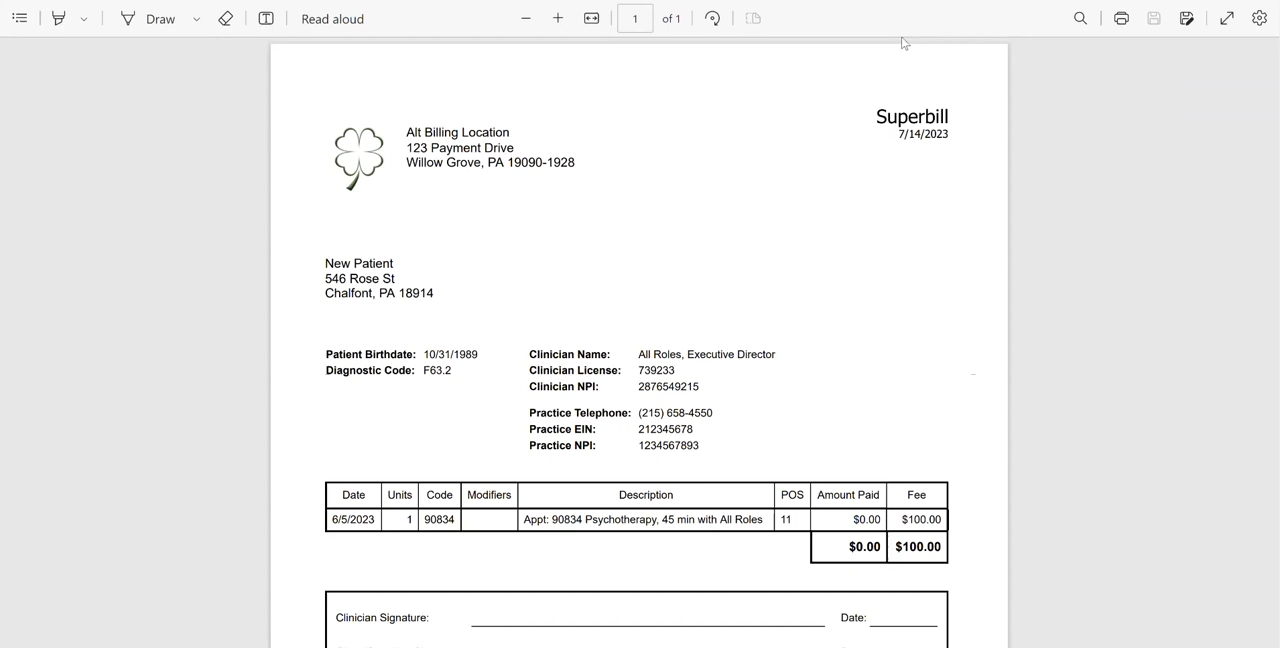 Draw
Read aloud
1 of 1
Superbill
7/14/2023
Alt Billing Location
123 Payment Drive
Willow Grove, PA 19090-1928
New Patient
546 Rose St
Chalfont, PA 18914
Patient Birthdate: 10/31/1989
Diagnostic Code: F63.2
Clinician Name: All Roles, Executive Director
Clinician License: 739233
Clinician NPI: 2876549215
Practice Telephone: (215) 658-4550
Practice EIN: 212345678
Practice NPI: 1234567893
Date Units Code Modifiers Description POS Amount Paid Fee
6/5/2023 1 90834 Appt: 90834 Psychotherapy, 45 min with All Roles 11 $0.00 $100.00
$0.00 $100.00
Clinician Signature: Date: